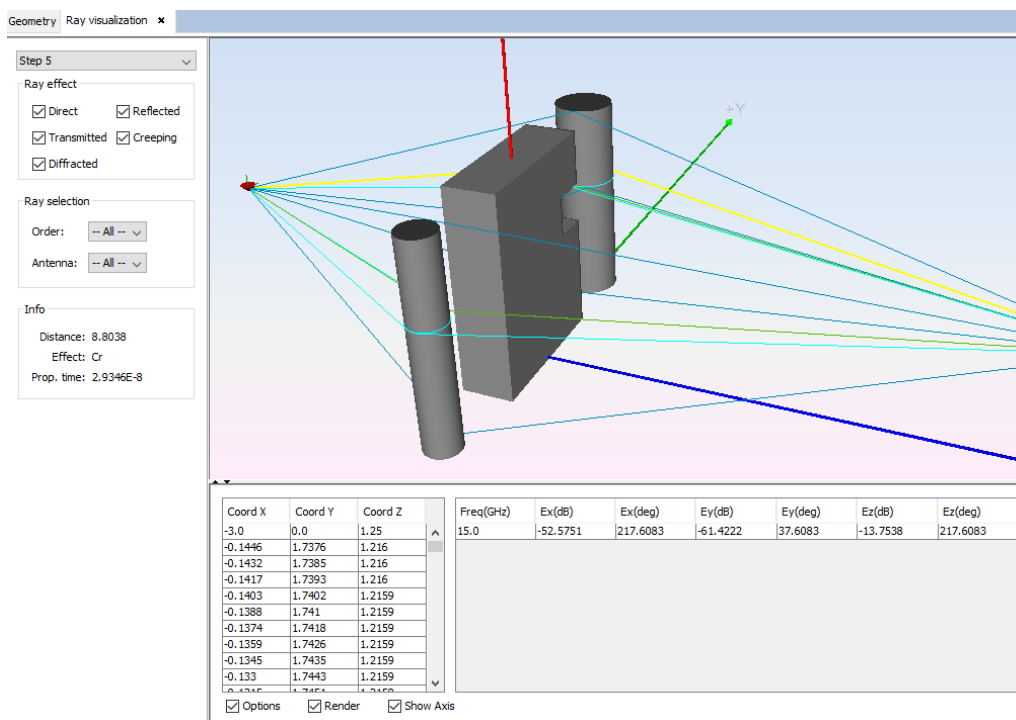 Geometry Ray visualization ×
Step 5
Ray effect
Direct Reflected
Transmitted Creeping
Diffracted
Ray selection
Order: -- All --
Antenna: -- All --
Info
Distance: 8.8038
Effect: Cr
Prop. time: 2.9346E-8
+Y
Coord X Coord Y Coord Z
-3.0 0.0 1.25
-0.1446 1.7376 1.216
-0.1432 1.7385 1.216
-0.1417 1.7393 1.216
-0.1403 1.7402 1.2159
-0.1388 1.741 1.2159
-0.1374 1.7418 1.2159
-0.1359 1.7426 1.2159
-0.1345 1.7435 1.2159
-0.133 1.7443 1.2159
-0.1315 1.7451 1.2159
Freq(GHz) Ex(dB) Ex(deg) Ey(dB) Ey(deg) Ez(dB) Ez(deg)
15.0 -52.5751 217.6083 -61.4222 37.6083 -13.7538 217.6083
Options Render Show Axis